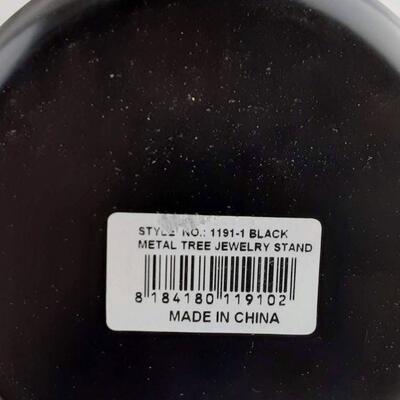 STYLE NO.: 1191-1 BLACK
METAL TREE JEWELRY STAND
8 184180 119102
MADE IN CHINA